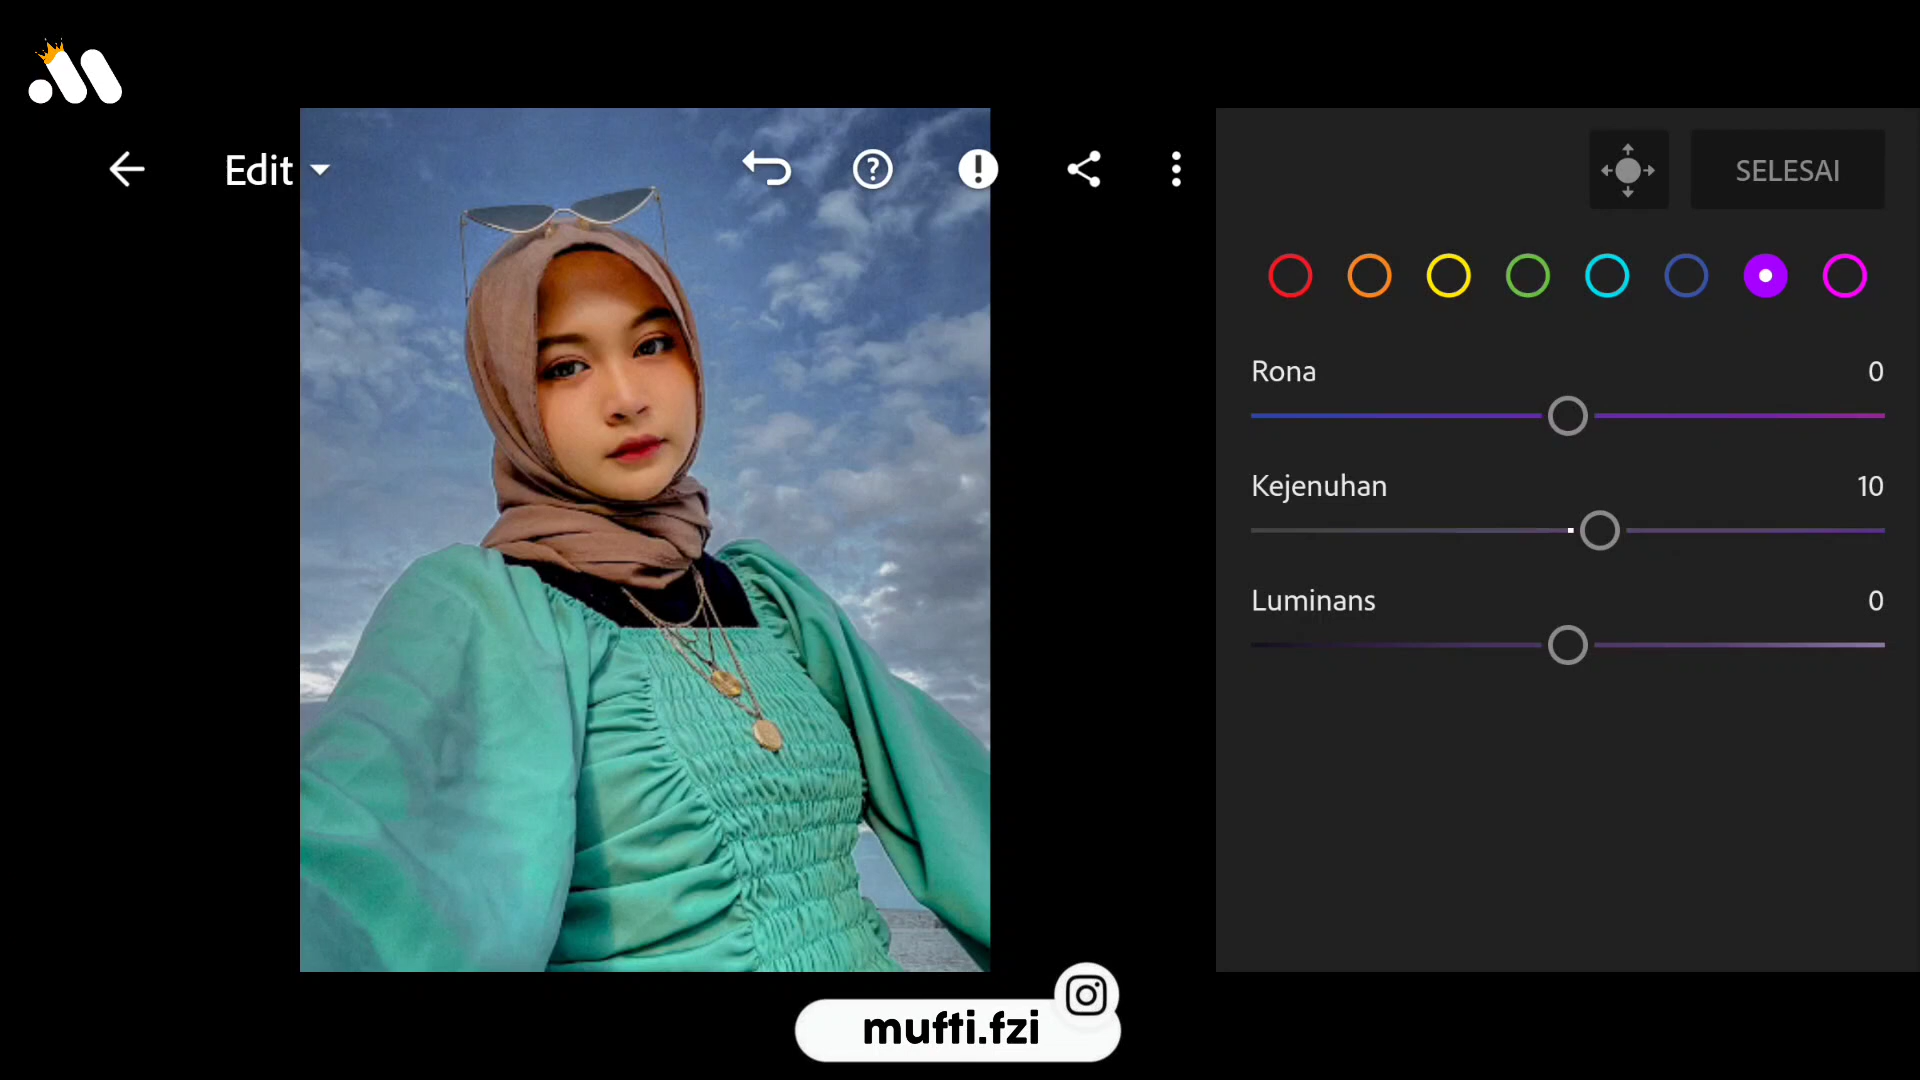 Edit
SELESAI
Rona 0
Kejenuhan 10
Luminans 0
mufti.fzi